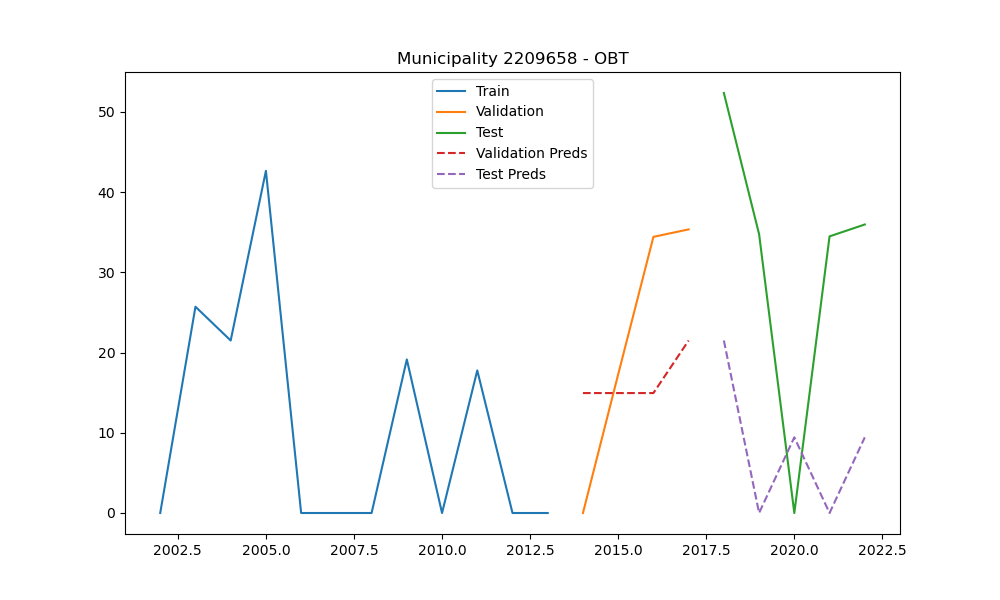 Municipality 2209658 - OBT
Train
Validation
Test
Validation Preds
Test Preds
50
40
30
20
10
0
2002.5 2005.0 2007.5 2010.0 2012.5 2015.0 2017.5 2020.0 2022.5